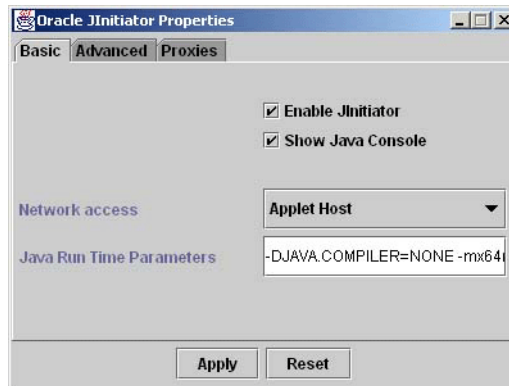 Oracle JInitiator Properties
Basic Advanced Proxies
Enable JInitiator
Show Java Console
Network access Applet Host
Java Run Time Parameters -DJAVA.COMPILER=NONE -mx64
Apply Reset